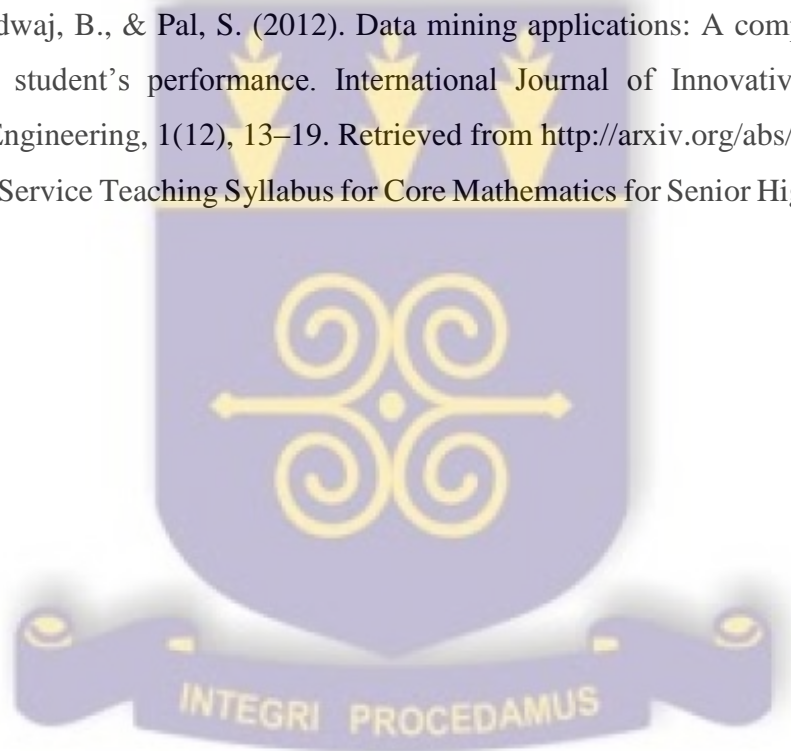 dwaj, B., & Pal, S. (2012). Data mining applications: A comp
student’s performance. International Journal of Innovativ
Engineering, 1(12), 13–19. Retrieved from http://arxiv.org/abs/
Service Teaching Syllabus for Core Mathematics for Senior Hig
INTEGRI PROCEDAMUS